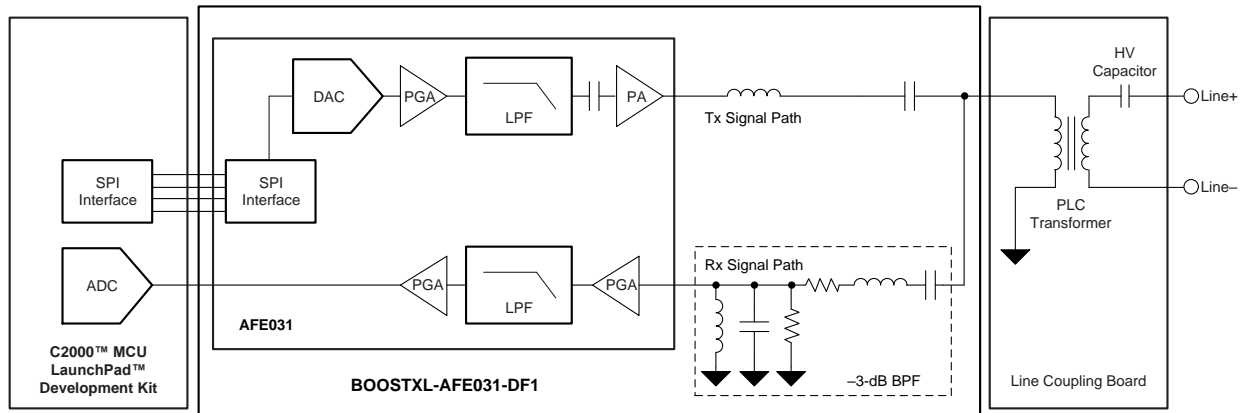 HV
Capacitor
DAC
PGA
LPF
PA
Line+
Tx Signal Path
SPI
Interface
SPI
Interface
Line–
PLC
Transformer
Rx Signal Path
ADC
PGA
LPF
PGA
AFE031
C2000™ MCU
LaunchPad™
Development Kit
BOOSTXL-AFE031-DF1
–3-dB BPF
Line Coupling Board